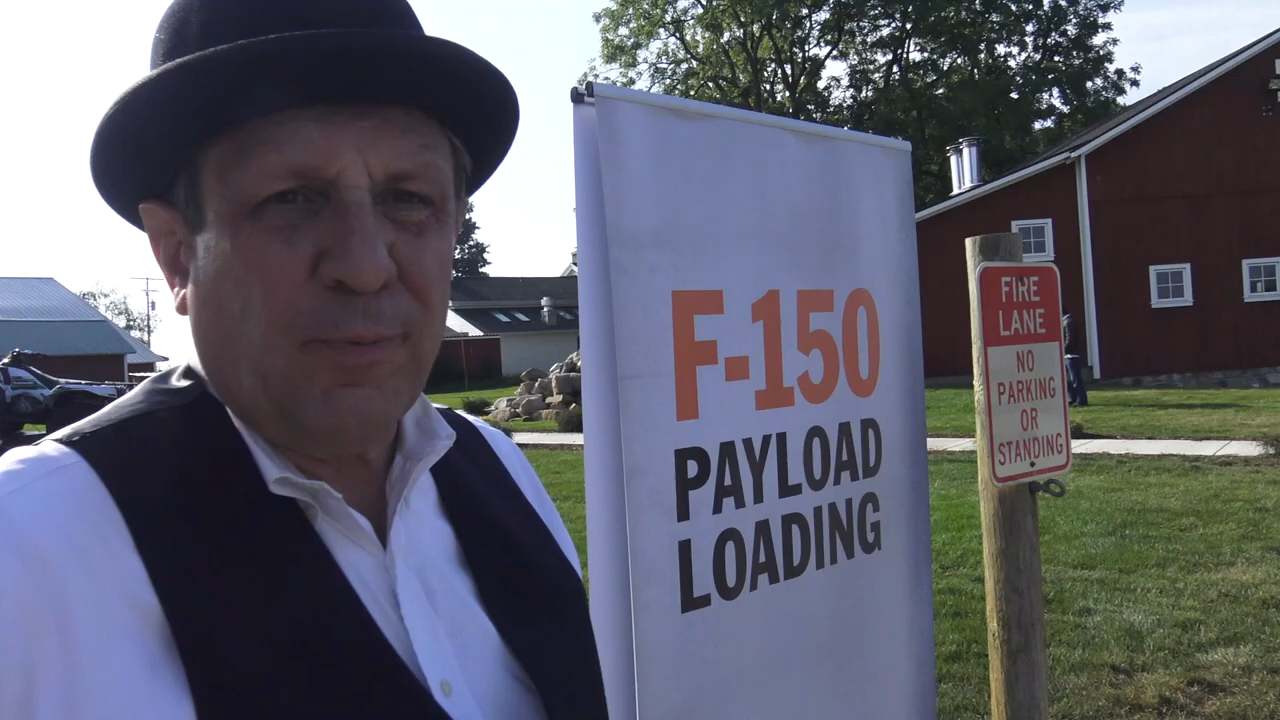 F-150
PAYLOAD
LOADING
FIRE
LANE
NO
PARKING
OR
STANDING